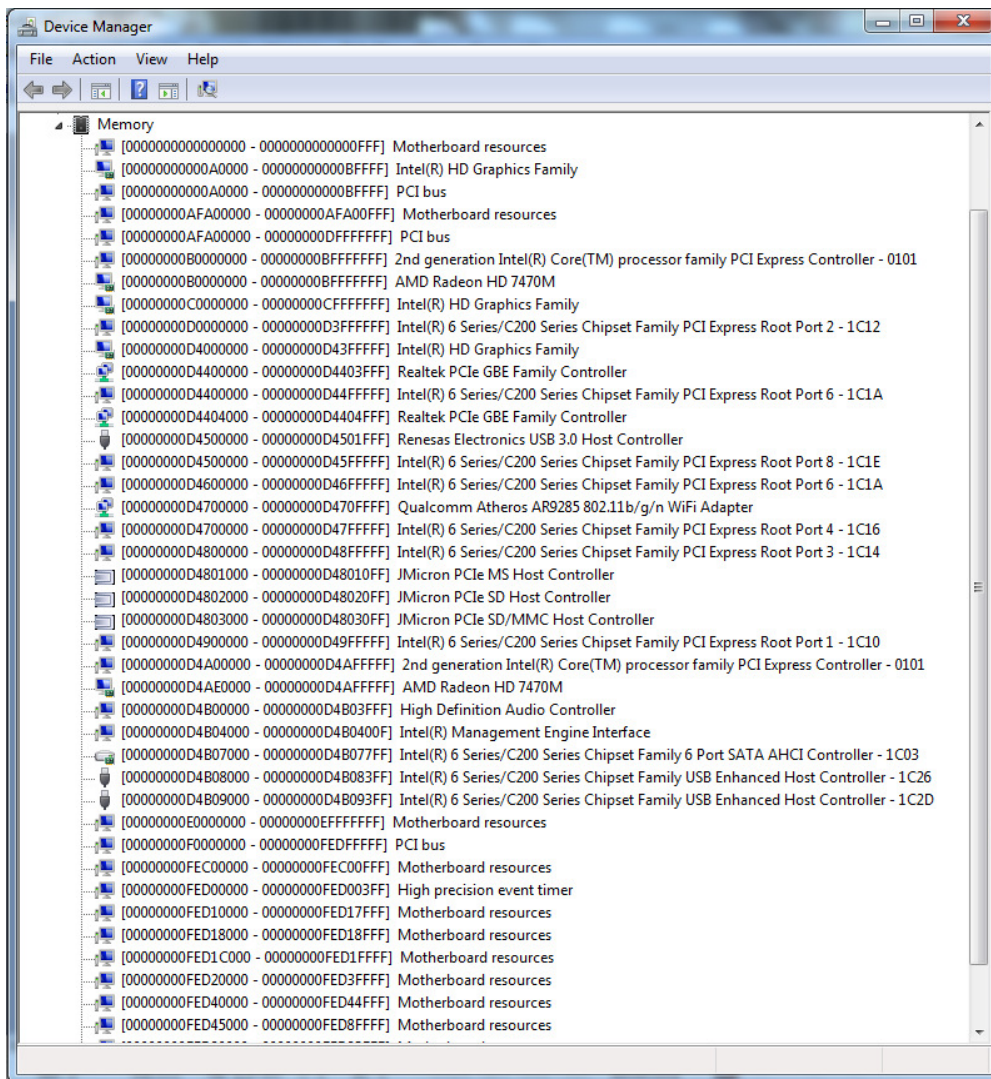 Device Manager
File Action View Help
Memory
[0000000000000000 - 0000000000000FFF] Motherboard resources
[00000000000A0000 - 00000000000BFFFF] Intel(R) HD Graphics Family
[00000000000A0000 - 00000000000BFFFF] PCI bus
[00000000AFA00000 - 00000000AFA00FFF] Motherboard resources
[00000000AFA00000 - 00000000DFFFFFFF] PCI bus
[00000000B0000000 - 00000000BFFFFFFF] 2nd generation Intel(R) Core(TM) processor family PCI Express Controller - 0101
[00000000B0000000 - 00000000BFFFFFFF] AMD Radeon HD 7470M
[00000000C0000000 - 00000000CFFFFFFF] Intel(R) HD Graphics Family
[00000000D0000000 - 00000000D3FFFFFF] Intel(R) 6 Series/C200 Series Chipset Family PCI Express Root Port 2 - 1C12
[00000000D4000000 - 00000000D43FFFFF] Intel(R) HD Graphics Family
[00000000D4400000 - 00000000D4403FFF] Realtek PCIe GBE Family Controller
[00000000D4400000 - 00000000D44FFFFF] Intel(R) 6 Series/C200 Series Chipset Family PCI Express Root Port 6 - 1C1A
[00000000D4404000 - 00000000D4404FFF] Realtek PCIe GBE Family Controller
[00000000D4500000 - 00000000D4501FFF] Renesas Electronics USB 3.0 Host Controller
[00000000D4500000 - 00000000D45FFFFF] Intel(R) 6 Series/C200 Series Chipset Family PCI Express Root Port 8 - 1C1E
[00000000D4600000 - 00000000D46FFFFF] Intel(R) 6 Series/C200 Series Chipset Family PCI Express Root Port 6 - 1C1A
[00000000D4700000 - 00000000D470FFFF] Qualcomm Atheros AR9285 802.11b/g/n WiFi Adapter
[00000000D4700000 - 00000000D47FFFFF] Intel(R) 6 Series/C200 Series Chipset Family PCI Express Root Port 4 - 1C16
[00000000D4800000 - 00000000D48FFFFF] Intel(R) 6 Series/C200 Series Chipset Family PCI Express Root Port 3 - 1C14
[00000000D4801000 - 00000000D48010FF] JMicron PCIe MS Host Controller
[00000000D4802000 - 00000000D48020FF] JMicron PCIe SD Host Controller
[00000000D4803000 - 00000000D48030FF] JMicron PCIe SD/MMC Host Controller
[00000000D4900000 - 00000000D49FFFFF] Intel(R) 6 Series/C200 Series Chipset Family PCI Express Root Port 1 - 1C10
[00000000D4A00000 - 00000000D4AFFFFF] 2nd generation Intel(R) Core(TM) processor family PCI Express Controller - 0101
[00000000D4AE0000 - 00000000D4AFFFFF] AMD Radeon HD 7470M
[00000000D4B00000 - 00000000D4B03FFF] High Definition Audio Controller
[00000000D4B04000 - 00000000D4B0400F] Intel(R) Management Engine Interface
[00000000D4B07000 - 00000000D4B077FF] Intel(R) 6 Series/C200 Series Chipset Family 6 Port SATA AHCI Controller - 1C03
[00000000D4B08000 - 00000000D4B083FF] Intel(R) 6 Series/C200 Series Chipset Family USB Enhanced Host Controller - 1C26
[00000000D4B09000 - 00000000D4B093FF] Intel(R) 6 Series/C200 Series Chipset Family USB Enhanced Host Controller - 1C2D
[00000000E0000000 - 00000000EFFFFFFF] Motherboard resources
[00000000F0000000 - 00000000FEDFFFFF] PCI bus
[00000000FEC00000 - 00000000FEC00FFF] Motherboard resources
[00000000FED00000 - 00000000FED003FF] High precision event timer
[00000000FED10000 - 00000000FED17FFF] Motherboard resources
[00000000FED18000 - 00000000FED18FFF] Motherboard resources
[00000000FED1C000 - 00000000FED1FFFF] Motherboard resources
[00000000FED20000 - 00000000FED3FFFF] Motherboard resources
[00000000FED40000 - 00000000FED44FFF] Motherboard resources
[00000000FED45000 - 00000000FED8FFFF] Motherboard resources